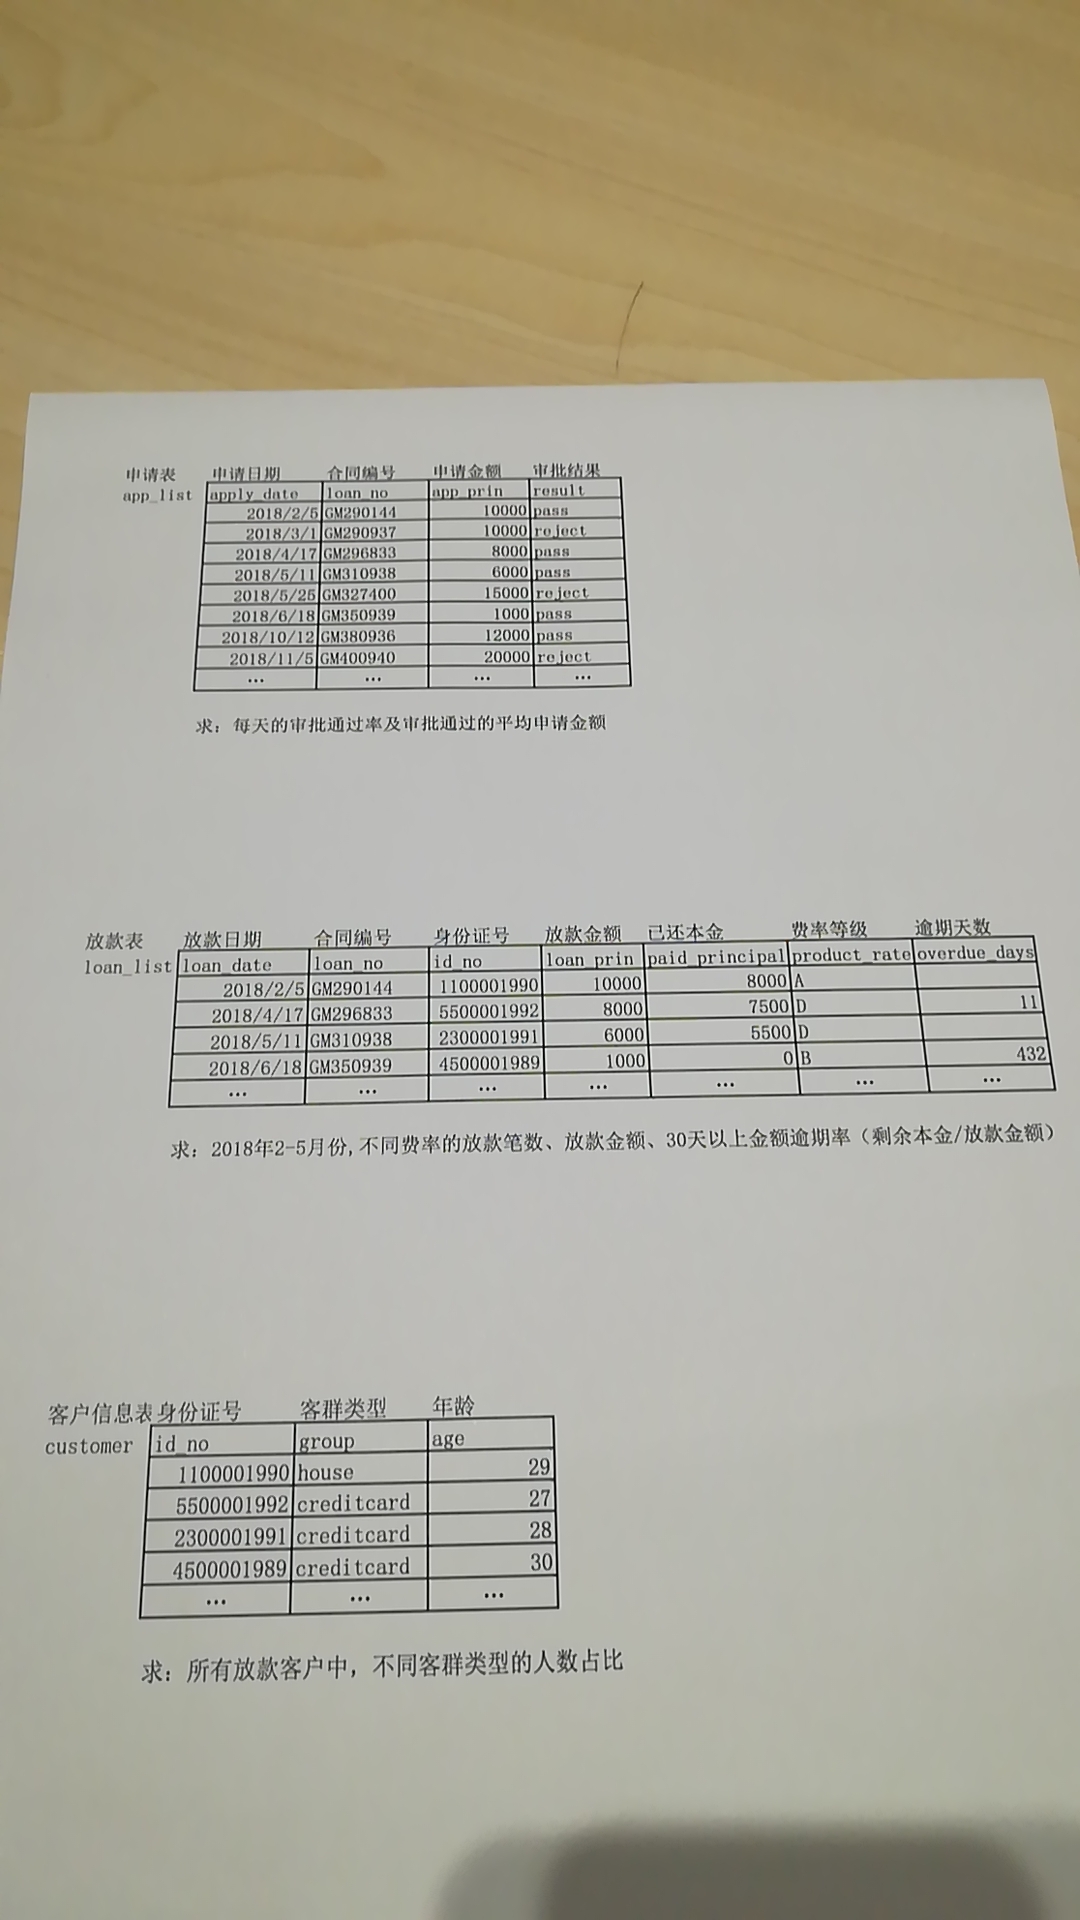 申请表 申请日期 合同编号 申请金额 审批结果
app_list apply_date loan_no app_prin result
2018/2/5 GM290144 10000 pass
2018/3/1 GM290937 10000 reject
2018/4/17 GM296833 8000 pass
2018/5/11 GM310938 6000 pass
2018/5/25 GM327400 15000 reject
2018/6/18 GM350939 1000 pass
2018/10/12 GM380936 12000 pass
2018/11/5 GM400940 20000 reject
… … … …
求：每天的审批通过率及审批通过的平均申请金额
放款表 放款日期 合同编号 身份证号 放款金额 已还本金 费率等级 逾期天数
loan_list loan_date loan_no id_no loan_prin paid_principal product_rate overdue_days
2018/2/5 GM290144 1100001990 10000 8000 A
2018/4/17 GM296833 5500001992 8000 7500 D 11
2018/5/11 GM310938 2300001991 6000 5500 D
2018/6/18 GM350939 4500001989 1000 0 B 432
… … … … … … …
求：2018年2-5月份,不同费率的放款笔数、放款金额、30天以上金额逾期率（剩余本金/放款金额）
客户信息表 身份证号 客群类型 年龄
customer id_no group age
1100001990 house 29
5500001992 creditcard 27
2300001991 creditcard 28
4500001989 creditcard 30
… … …
求：所有放款客户中，不同客群类型的人数占比